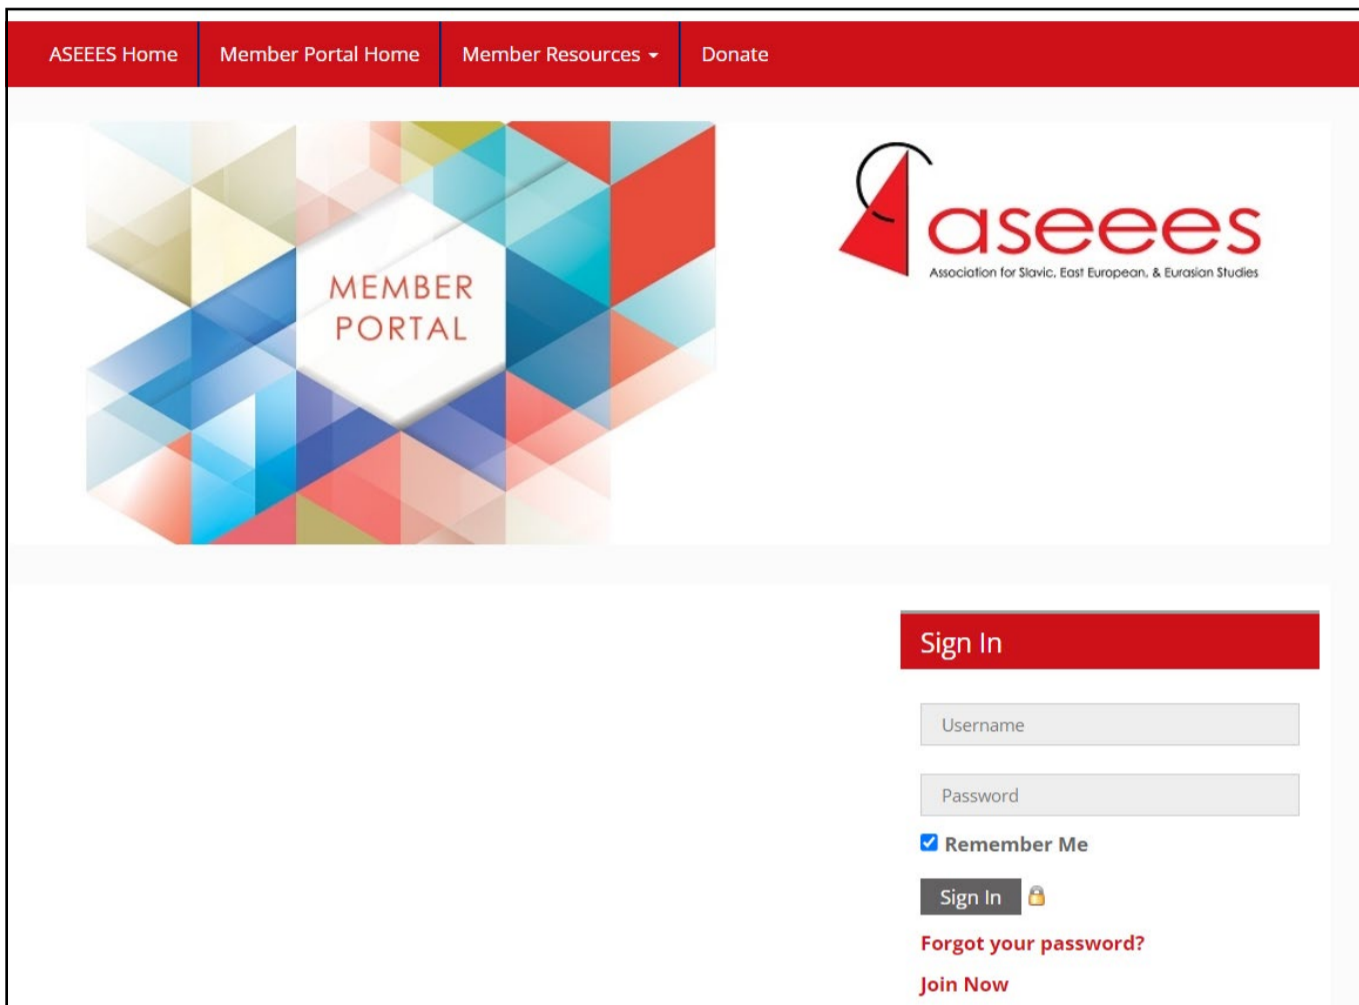 ASEEES Home Member Portal Home Member Resources Donate
MEMBER
PORTAL
aseees
Association for Slavic, East European, & Eurasian Studies
Sign In
Username
Password
Remember Me
Sign In
Forgot your password?
Join Now